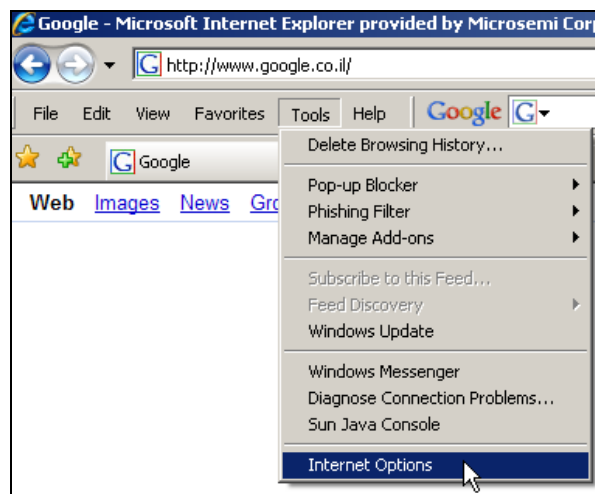 Google - Microsoft Internet Explorer provided by Microsemi
http://www.google.co.il/
File Edit View Favorites Tools Help Google G
G Google
Web Images News
Delete Browsing History...
Pop-up Blocker
Phishing Filter
Manage Add-ons
Subscribe to this Feed...
Feed Discovery
Windows Update
Windows Messenger
Diagnose Connection Problems...
Sun Java Console
Internet Options